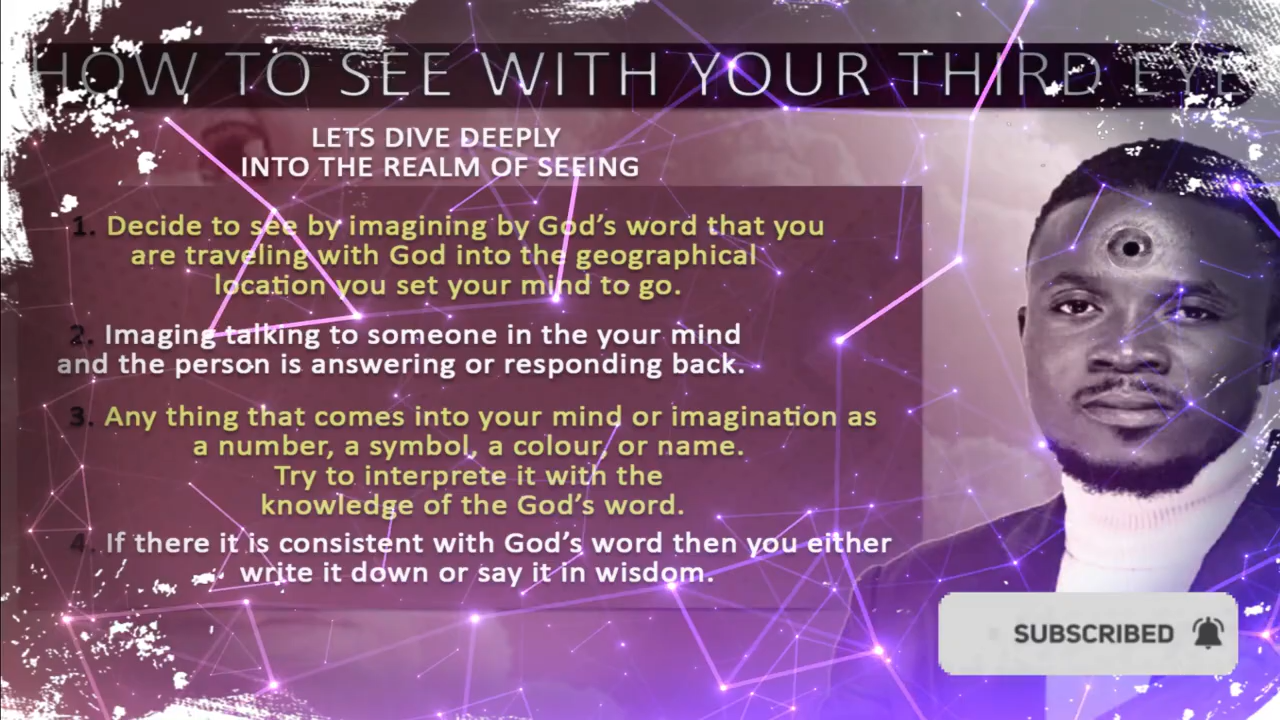 HOW TO SEE WITH YOUR THIRD EYE
LETS DIVE DEEPLY
INTO THE REALM OF SEEING
1. Decide to see by imagining by God's word that you
are traveling with God into the geographical
location you set your mind to go.
2. Imaging talking to someone in the your mind
and the person is answering or responding back.
3. Any thing that comes into your mind or imagination as
a number, a symbol, a colour, or name.
Try to interprete it with the
knowledge of the God's word.
4. If there it is consistent with God's word then you either
write it down or say it in wisdom.
SUBSCRIBED